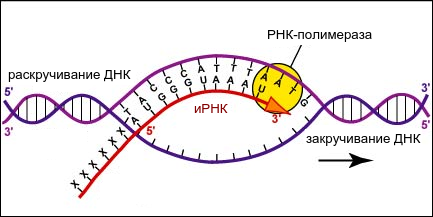 РНК-полимераза
раскручивание ДНК
5'
3'
3'
5'
T A C C C A T T T A A T G
X X X X X X A U G G G U A A A U
5'
иРНК
3'
закручивание ДНК